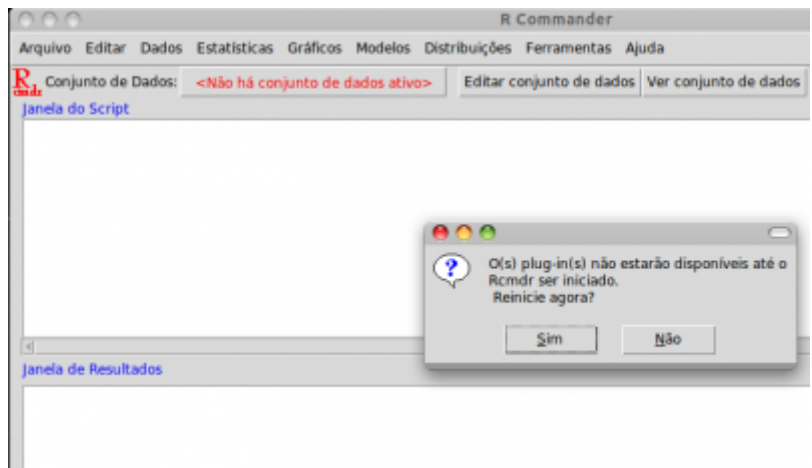 R Commander
Arquivo Editar Dados Estatísticas Gráficos Modelos Distribuições Ferramentas Ajuda
R cmdr Conjunto de Dados: <Não há conjunto de dados ativo> Editar conjunto de dados Ver conjunto de dados
Janela do Script
?
O(s) plug-in(s) não estarão disponíveis até o
Rcmdr ser iniciado.
Reinicie agora?
Sim Não
Janela de Resultados